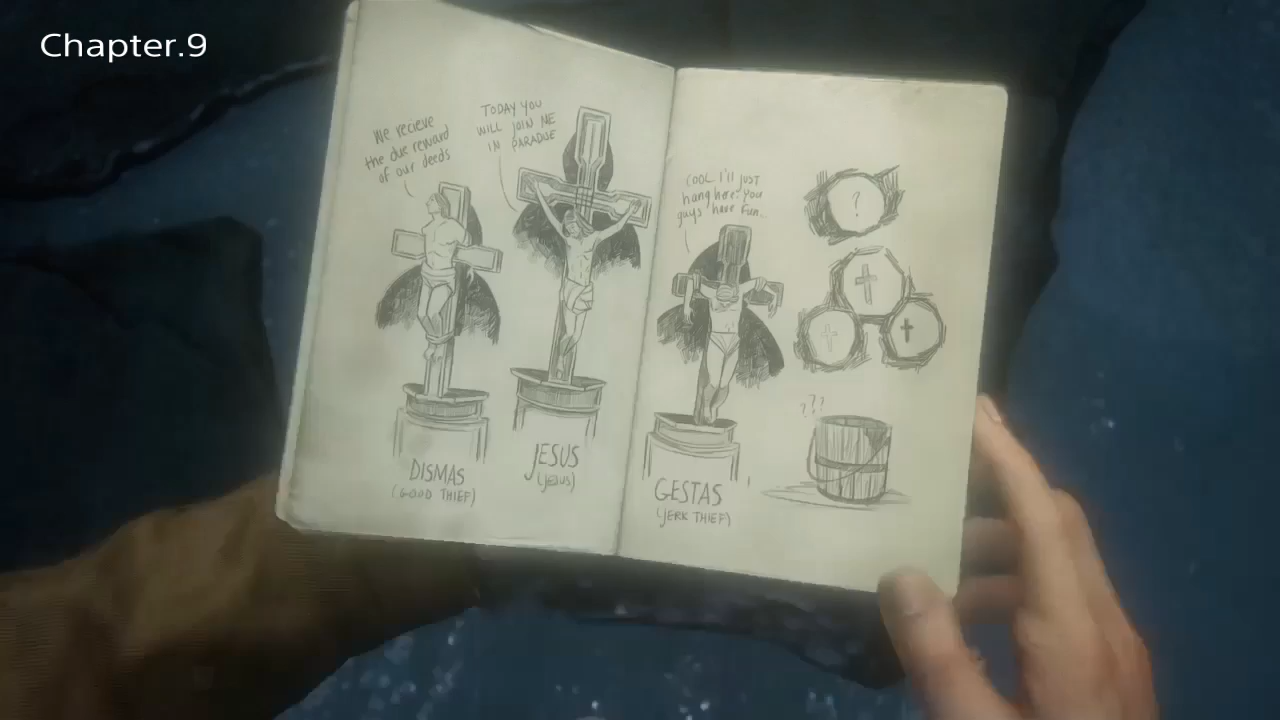 Chapter.9
We recieve
the due reward
of our deeds
TODAY YOU
WILL JOIN ME
IN PARADISE
DISMAS
(GOOD THIEF)
JESUS
(JESUS)
COOL. I'll JUST
hang here. You
guys have fun..
GESTAS
(JERK THIEF)
?
???